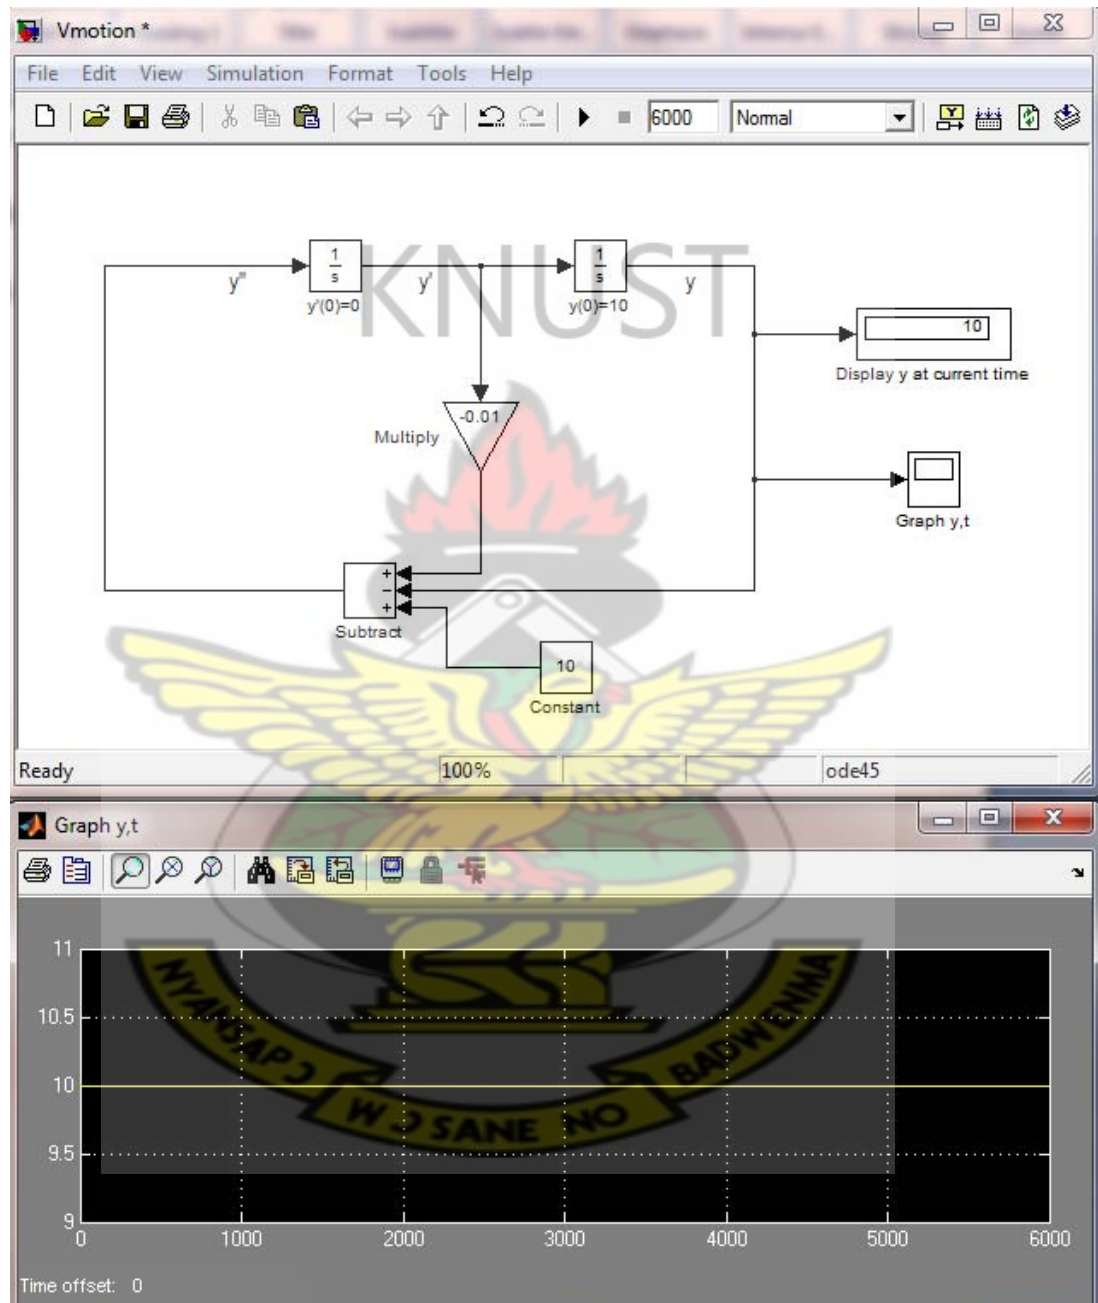 Vmotion *
File Edit View Simulation Format Tools Help
6000 Normal
KNUST
1
s
y'(0)=0
1
s
y(0)=10
y" y' y
10
Display y at current time
-0.01
Multiply
Graph y,t
+
−
+
Subtract
10
Constant
Ready 100% ode45
Graph y,t
11
10.5
10
9.5
9
0 1000 2000 3000 4000 5000 6000
NYANSAPƆ
WƆSANE NO
BADWENMA
Time offset: 0